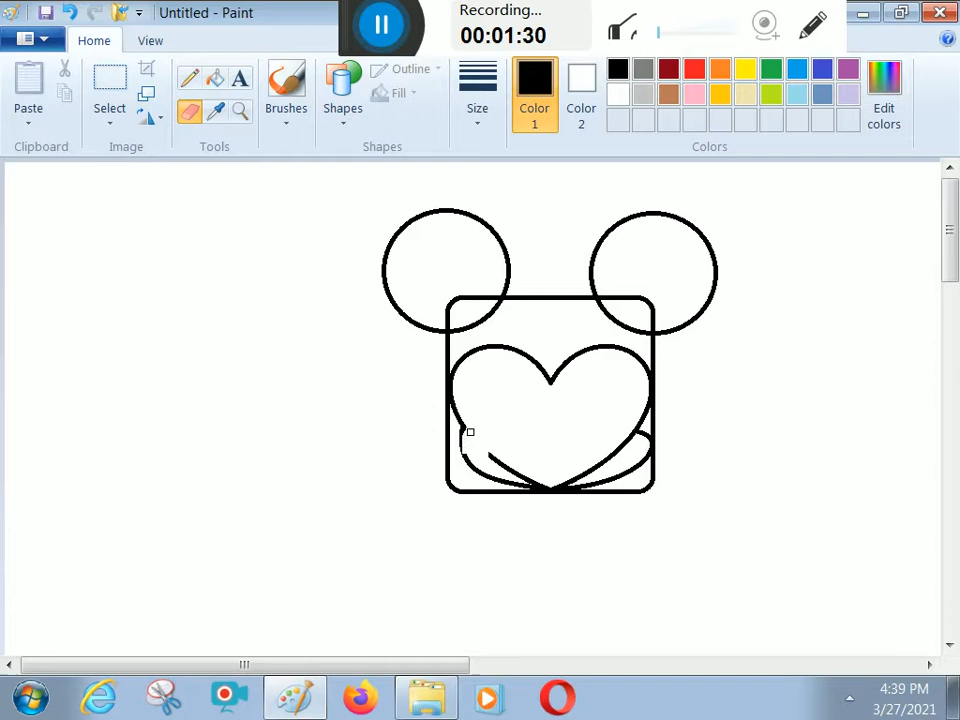 Untitled - Paint
Recording...
00:01:30
Home
View
Paste
Select
Brushes
Shapes
Outline
Fill
Size
Color 1
Color 2
Edit colors
Clipboard
Image
Tools
Shapes
Colors
4:39 PM
3/27/2021